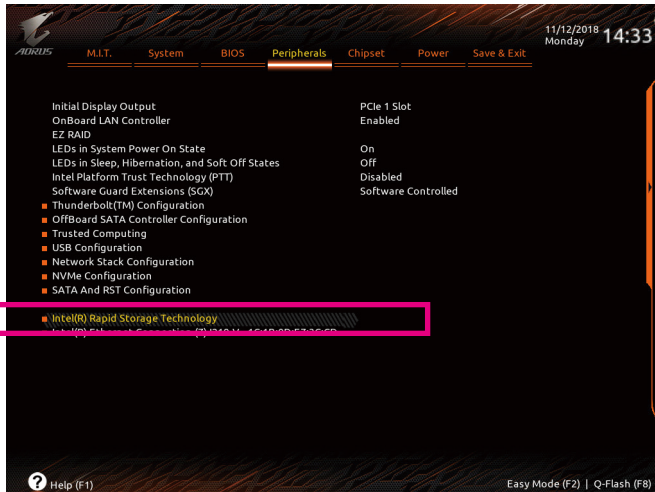 11/12/2018 Monday 14:33
AORUS
M.I.T. System BIOS Peripherals Chipset Power Save & Exit
Initial Display Output PCIe 1 Slot
OnBoard LAN Controller Enabled
EZ RAID
LEDs in System Power On State On
LEDs in Sleep, Hibernation, and Soft Off States Off
Intel Platform Trust Technology (PTT) Disabled
Software Guard Extensions (SGX) Software Controlled
Thunderbolt(TM) Configuration
OffBoard SATA Controller Configuration
Trusted Computing
USB Configuration
Network Stack Configuration
NVMe Configuration
SATA And RST Configuration
Intel(R) Rapid Storage Technology
Intel(R) Ethernet Connection
? Help (F1) Easy Mode (F2) | Q-Flash (F8)